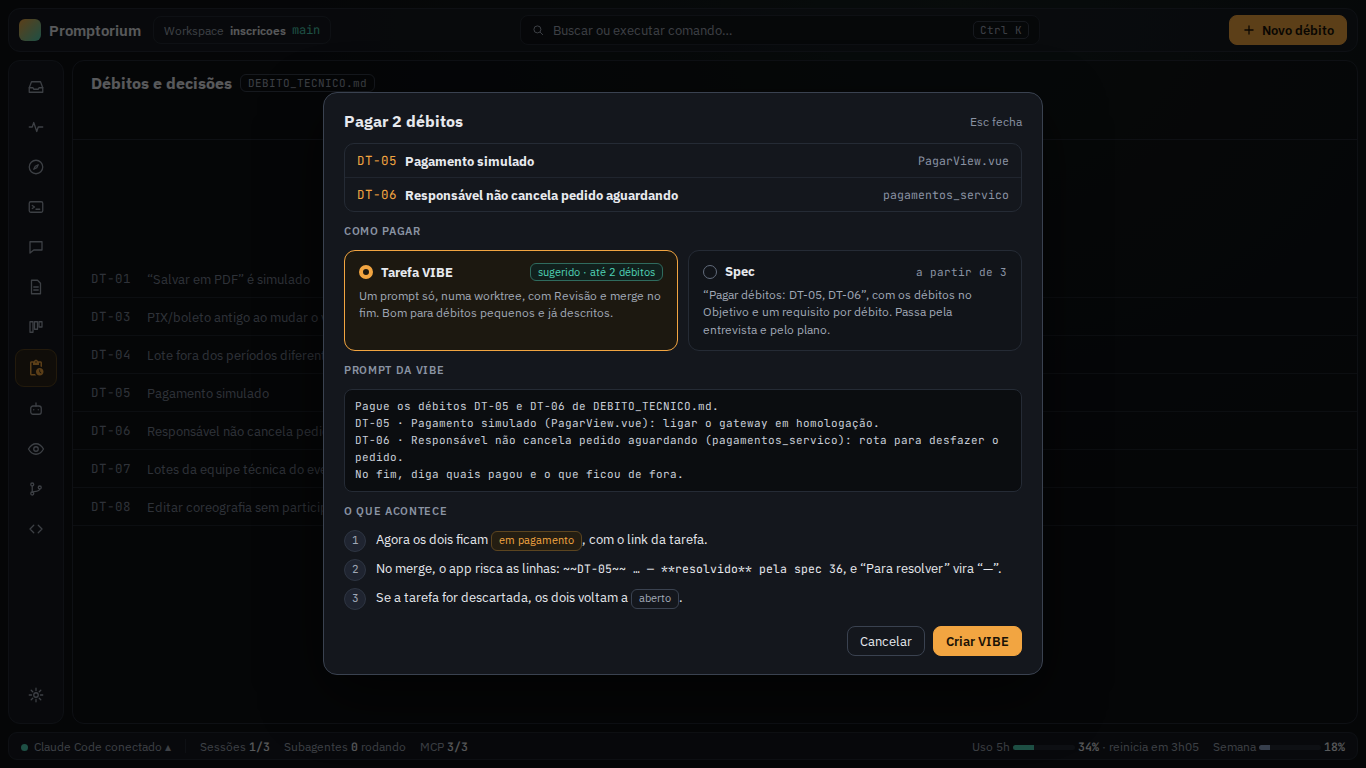 Promptorium
Workspace inscricoes main
Buscar ou executar comando…
Ctrl K
+ Novo débito
Débitos e decisões
DEBITO_TECNICO.md
DT-01 “Salvar em PDF” é simulado
DT-03 PIX/boleto antigo ao mudar o
DT-04 Lote fora dos períodos
DT-05 Pagamento simulado
DT-06 Responsável não cancela
DT-07 Lotes da equipe técnica do
DT-08 Editar coreografia sem
Pagar 2 débitos
Esc fecha
DT-05 Pagamento simulado
PagarView.vue
DT-06 Responsável não cancela pedido aguardando
pagamentos_servico
COMO PAGAR
Tarefa VIBE
sugerido · até 2 débitos
Um prompt só, numa worktree, com Revisão e merge no
fim. Bom para débitos pequenos e já descritos.
Spec
a partir de 3
“Pagar débitos: DT-05, DT-06”, com os débitos no
Objetivo e um requisito por débito. Passa pela
entrevista e pelo plano.
PROMPT DA VIBE
Pague os débitos DT-05 e DT-06 de DEBITO_TECNICO.md.
DT-05 · Pagamento simulado (PagarView.vue): ligar o gateway em homologação.
DT-06 · Responsável não cancela pedido aguardando (pagamentos_servico): rota para desfazer o
pedido.
No fim, diga quais pagou e o que ficou de fora.
O QUE ACONTECE
1 Agora os dois ficam em pagamento, com o link da tarefa.
2 No merge, o app risca as linhas: ~~DT-05~~ … — **resolvido** pela spec 36, e “Para resolver” vira “—”.
3 Se a tarefa for descartada, os dois voltam a aberto.
Cancelar
Criar VIBE
Claude Code conectado ▴
Sessões 1/3
Subagentes 0 rodando
MCP 3/3
Uso 5h 34% · reinicia em 3h05
Semana 18%